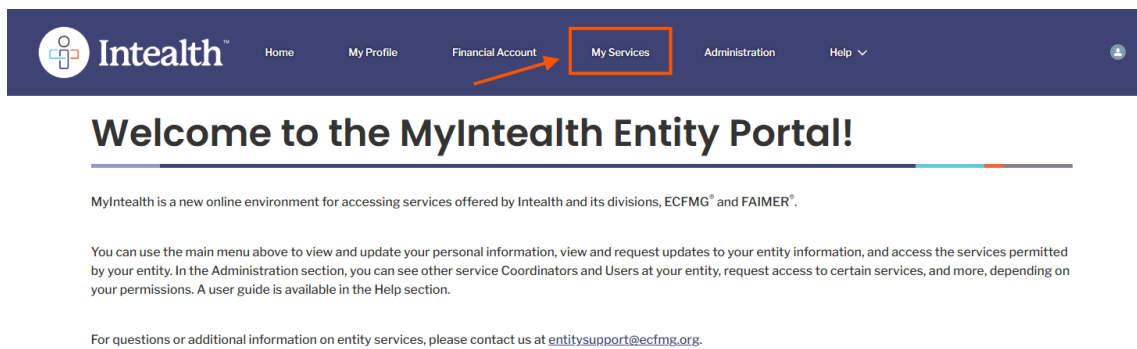 Intealth™ Home My Profile Financial Account My Services Administration Help
Welcome to the MyIntealth Entity Portal!
MyIntealth is a new online environment for accessing services offered by Intealth and its divisions, ECFMG® and FAIMER®.
You can use the main menu above to view and update your personal information, view and request updates to your entity information, and access the services permitted
by your entity. In the Administration section, you can see other service Coordinators and Users at your entity, request access to certain services, and more, depending on
your permissions. A user guide is available in the Help section.
For questions or additional information on entity services, please contact us at entitysupport@ecfmg.org.